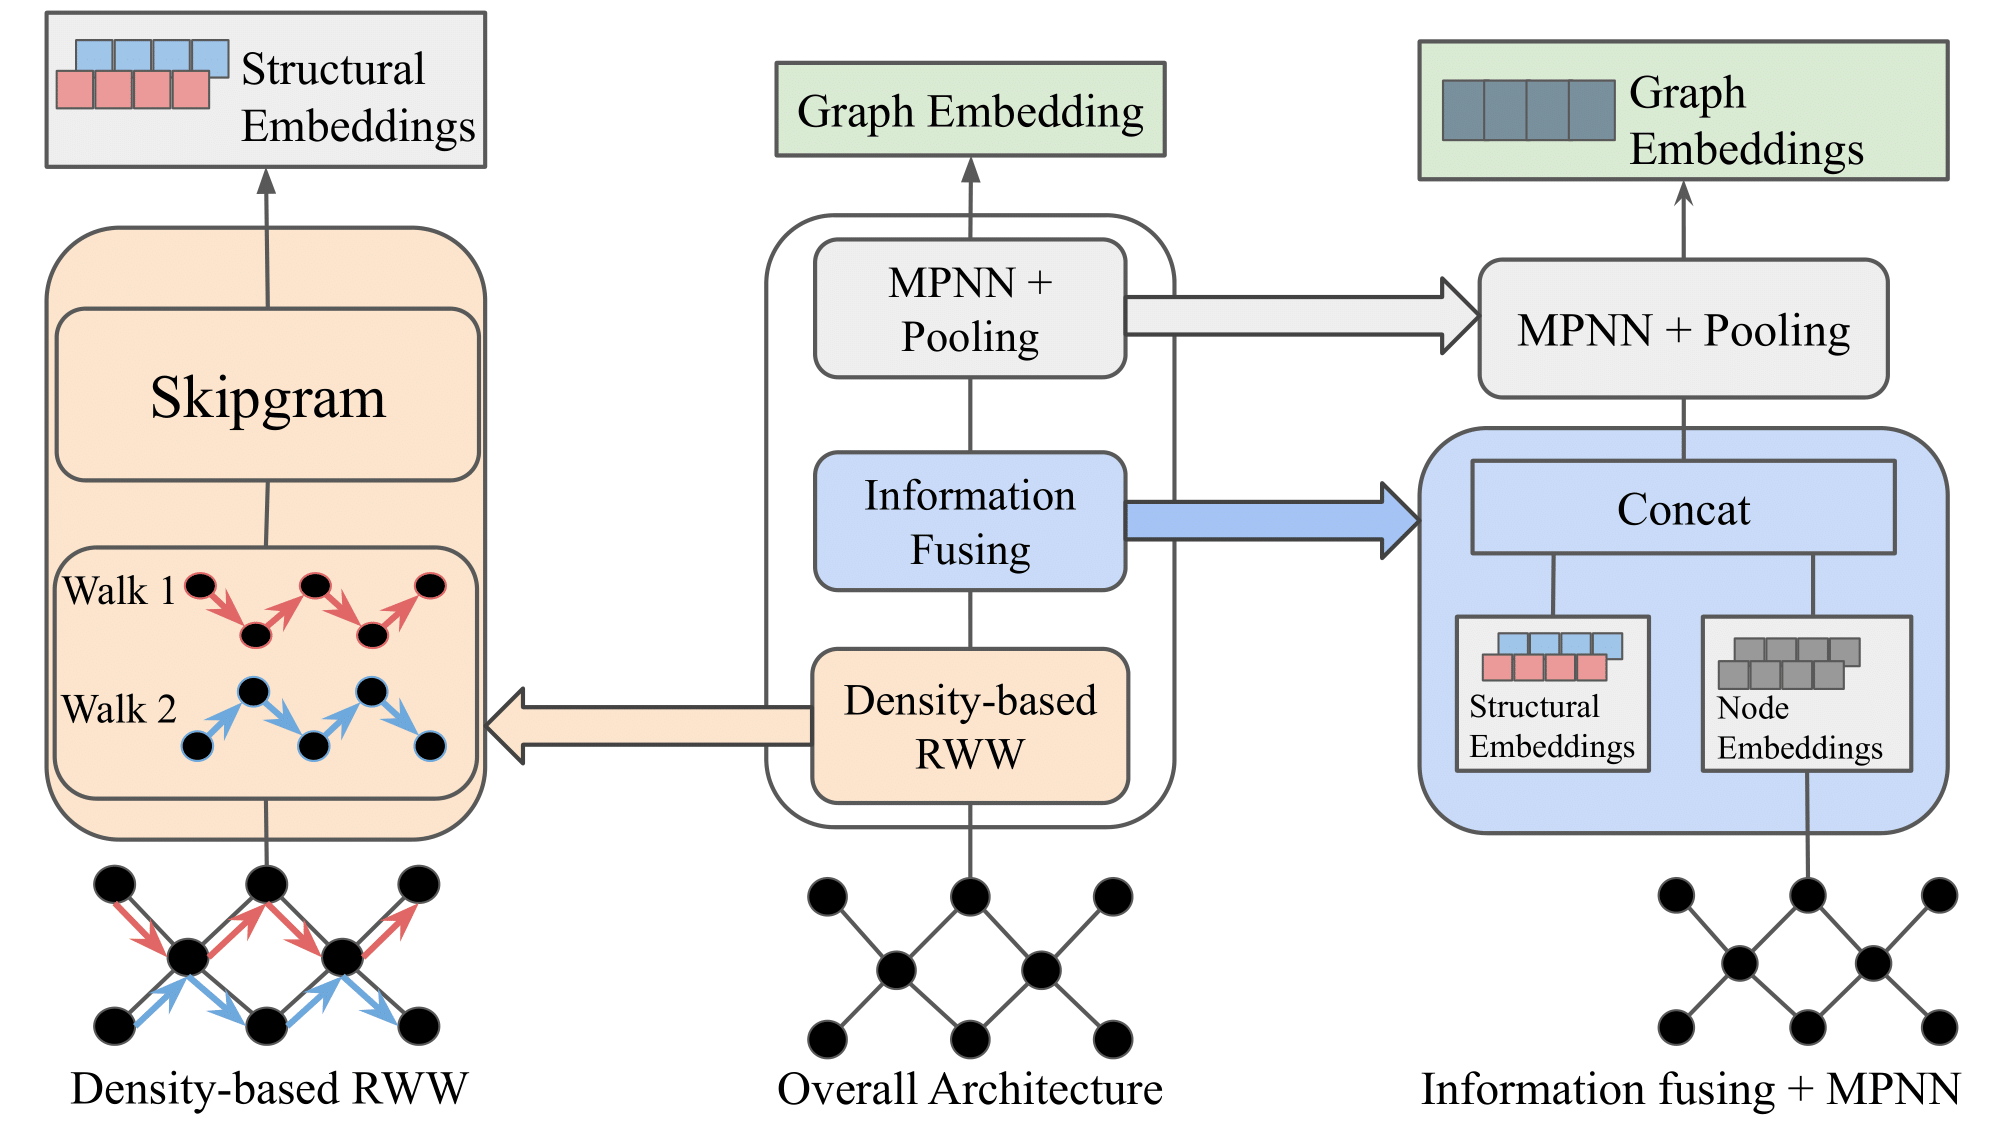 Structural
Embeddings
Skipgram
Walk 1
Walk 2
Density-based RWW
Graph Embedding
MPNN +
Pooling
Information
Fusing
Density-based
RWW
Overall Architecture
Graph
Embeddings
MPNN + Pooling
Concat
Structural
Embeddings
Node
Embeddings
Information fusing + MPNN